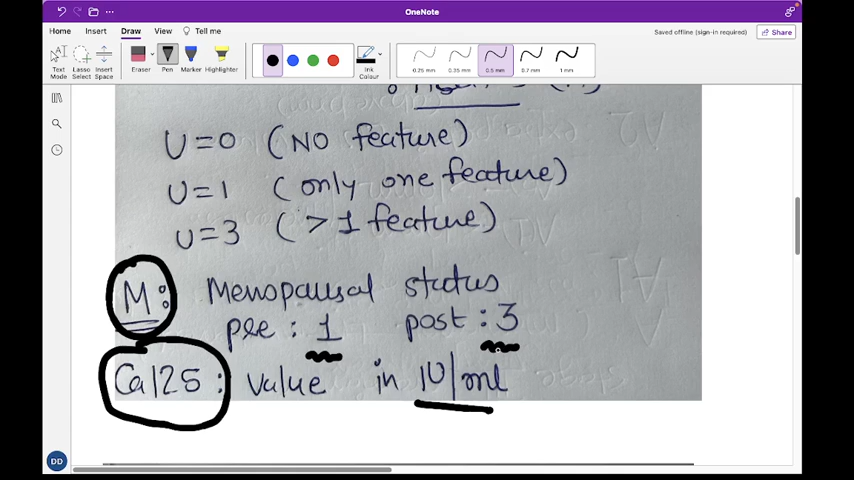 OneNote
Home Insert Draw View Tell me
Saved offline (sign-in required) Share
Text Mode Lasso Select Insert Space Eraser Pen Marker Highlighter Ink Colour 0.25 mm 0.35 mm 0.5 mm 0.7 mm 1 mm
U=0 (NO feature)
U=1 (only one feature)
U=3 (>1 feature)
M: Menopausal status
pre: 1 post: 3
Ca125: value in IU/ml
DD